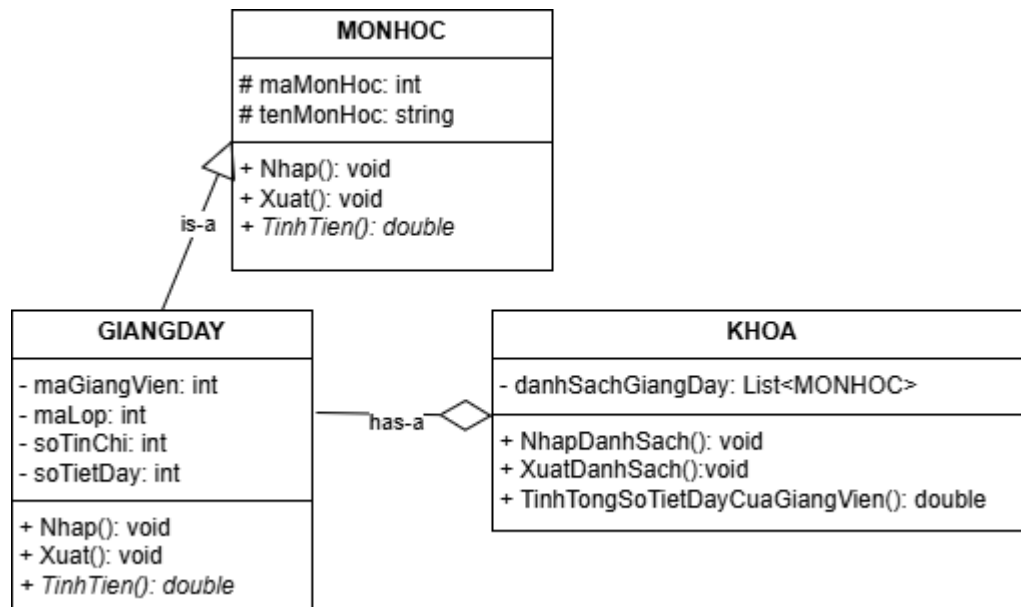 MONHOC
# maMonHoc: int
# tenMonHoc: string
+ Nhap(): void
+ Xuat(): void
+ TinhTien(): double
is-a
GIANGDAY
- maGiangVien: int
- maLop: int
- soTinChi: int
- soTietDay: int
+ Nhap(): void
+ Xuat(): void
+ TinhTien(): double
has-a
KHOA
- danhSachGiangDay: List<MONHOC>
+ NhapDanhSach(): void
+ XuatDanhSach():void
+ TinhTongSoTietDayCuaGiangVien(): double